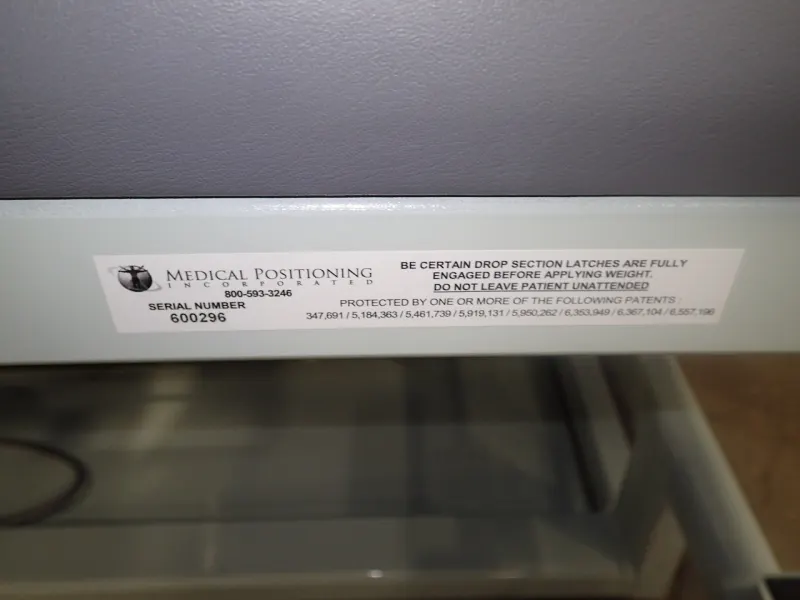 MEDICAL POSITIONING
INCORPORATED
800-593-3246
SERIAL NUMBER
600296
BE CERTAIN DROP SECTION LATCHES ARE FULLY
ENGAGED BEFORE APPLYING WEIGHT.
DO NOT LEAVE PATIENT UNATTENDED
PROTECTED BY ONE OR MORE OF THE FOLLOWING PATENTS :
347,691 / 5,184,363 / 5,461,739 / 5,919,131 / 5,950,262 / 6,353,949 / 6,367,104 / 6,557,196